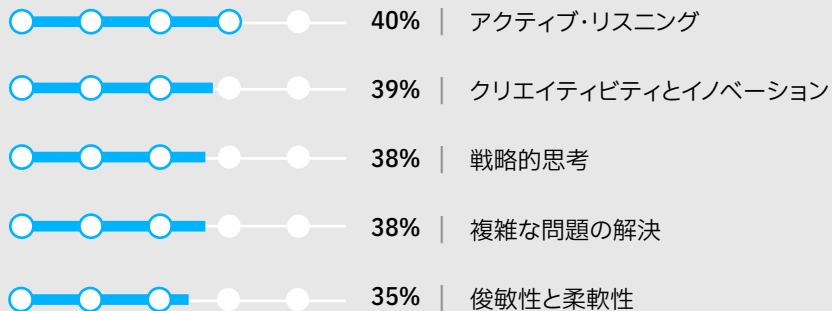 40% | アクティブ・リスニング
39% | クリエイティビティとイノベーション
38% | 戦略的思考
38% | 複雑な問題の解決
35% | 俊敏性と柔軟性